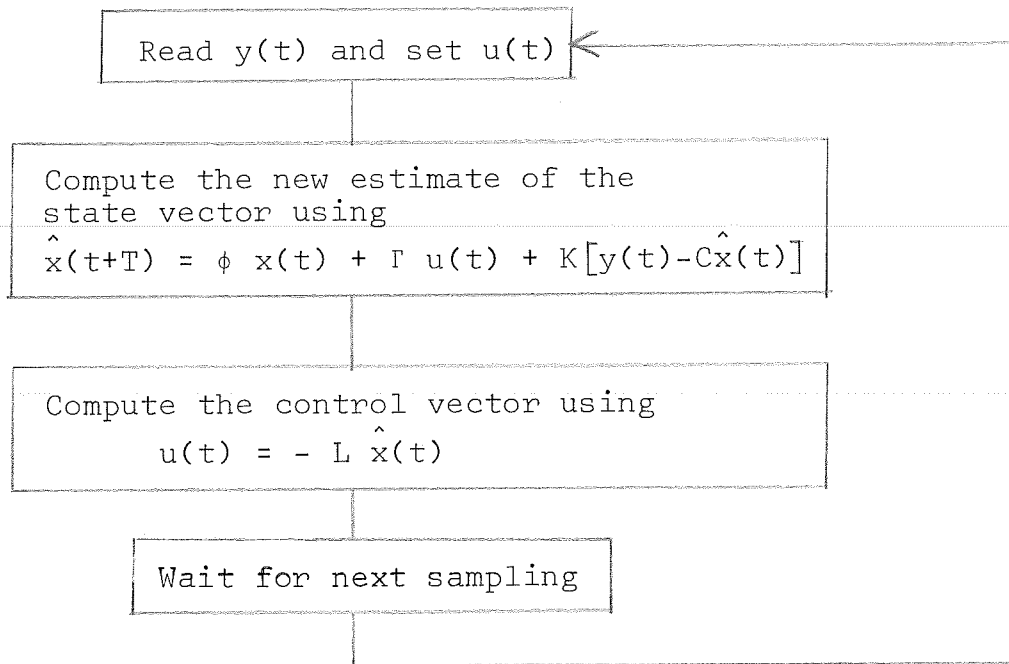 Read y(t) and set u(t)
Compute the new estimate of the
state vector using
x̂(t+T) = ϕ x(t) + Γ u(t) + K[y(t)-Cx̂(t)]
Compute the control vector using
u(t) = - L x̂(t)
Wait for next sampling